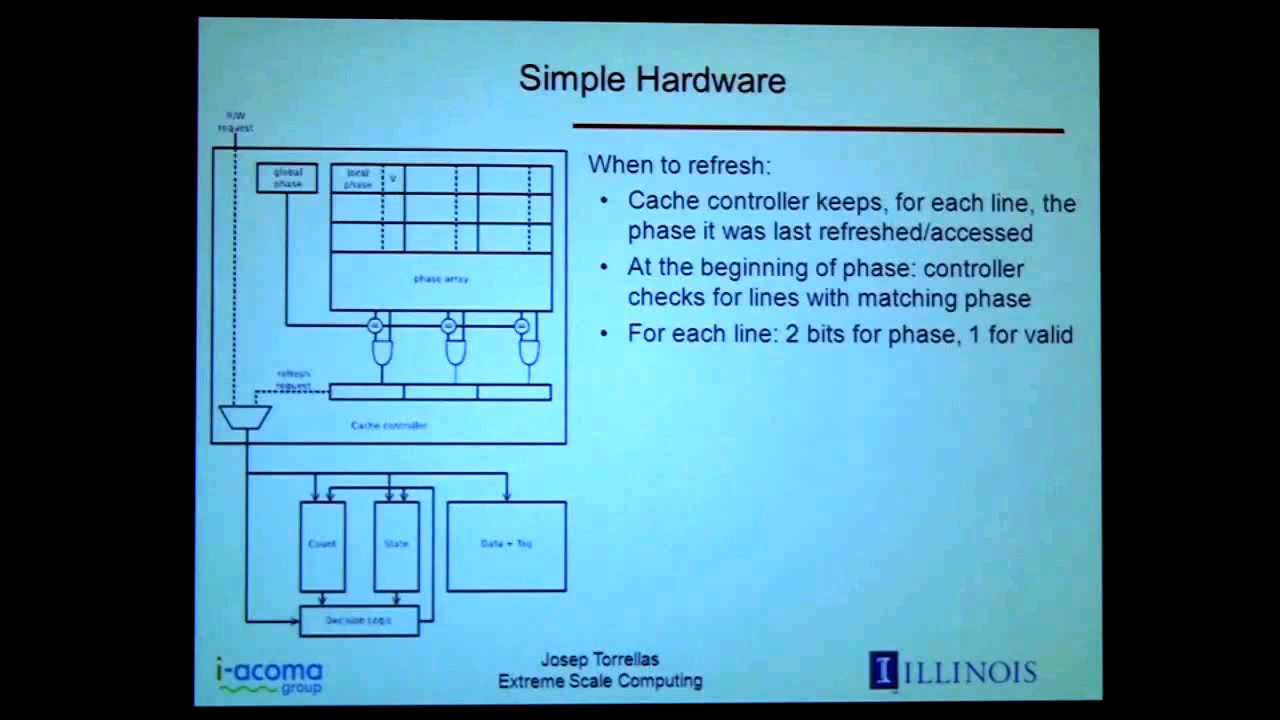 Simple Hardware
R/W
request
global
phase
local
phase
V
phase array
=
=
=
refresh
request
Cache controller
Count
State
Data + Tag
Decision Logic
When to refresh:
• Cache controller keeps, for each line, the
phase it was last refreshed/accessed
• At the beginning of phase: controller
checks for lines with matching phase
• For each line: 2 bits for phase, 1 for valid
i-acoma
group
Josep Torrellas
Extreme Scale Computing
I ILLINOIS